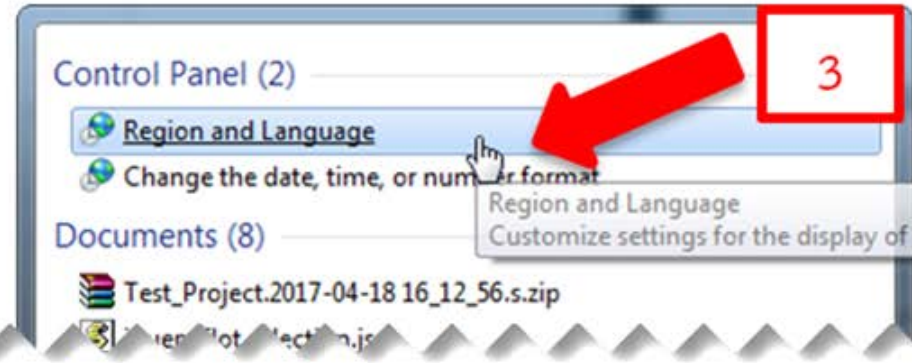 3
Control Panel (2)
Region and Language
Change the date, time, or number format
Region and Language
Customize settings for the display of
Documents (8)
Test_Project.2017-04-18 16_12_56.s.zip